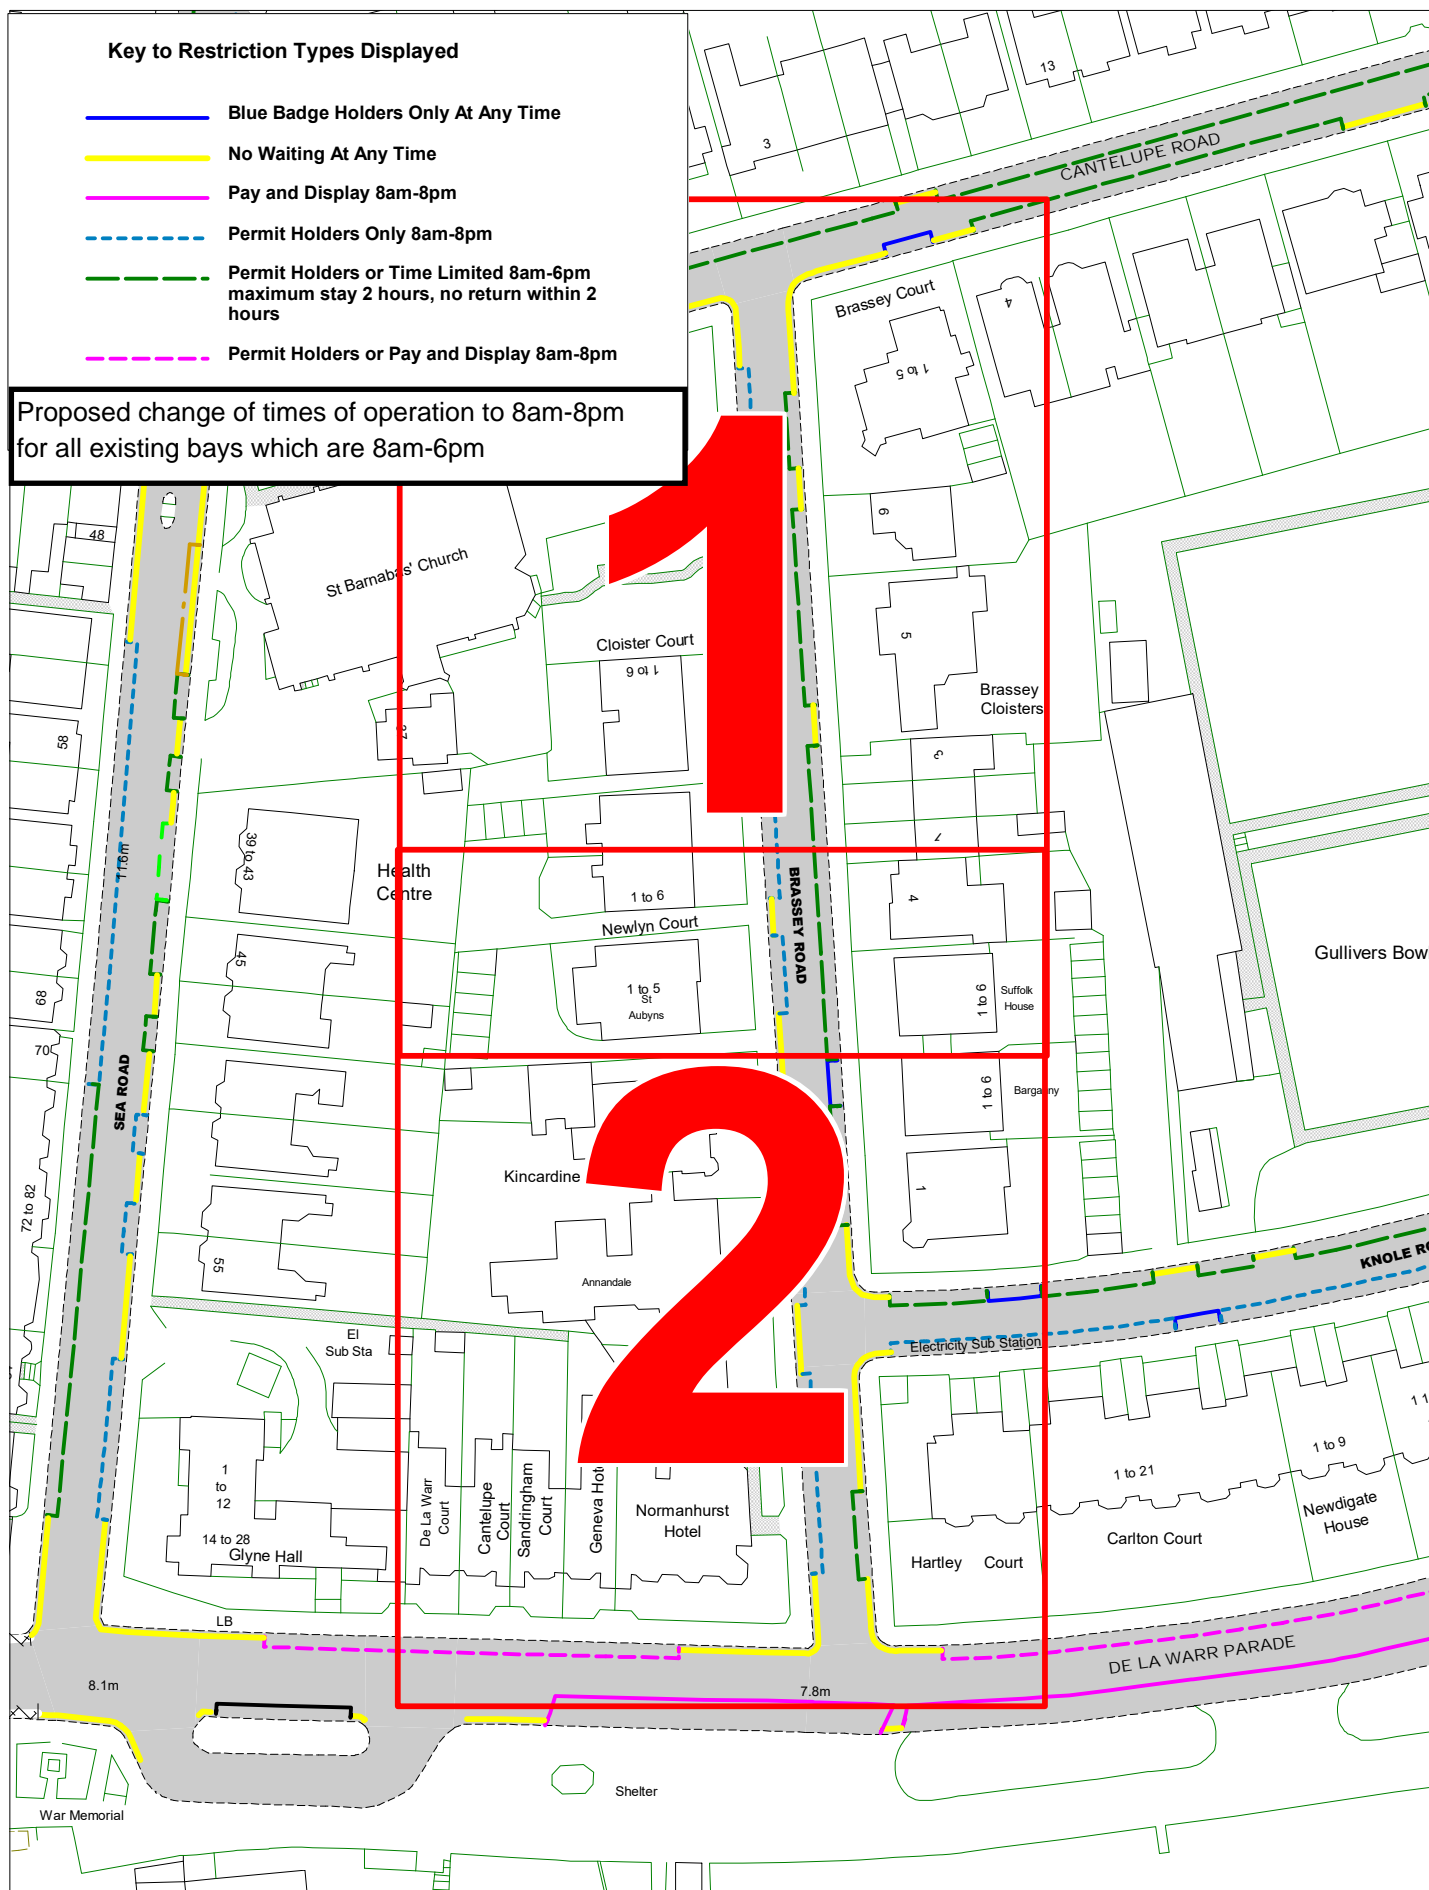 Key to Restriction Types Displayed
Blue Badge Holders Only At Any Time
No Waiting At Any Time
Pay and Display 8am-8pm
Permit Holders Only 8am-8pm
Permit Holders or Time Limited 8am-6pm
maximum stay 2 hours, no return within 2
hours
Permit Holders or Pay and Display 8am-8pm
Proposed change of times of operation to 8am-8pm
for all existing bays which are 8am-6pm
13
3
CANTELUPE ROAD
Brassey Court
4
1 to 5
1
6
48
St Barnabas' Church
5
Cloister Court
1 to 6
Brassey
Cloisters
58
37
3
7
39 to 43
11.6m
Health
Centre
BRASSEY ROAD
4
1 to 6
Newlyn Court
45
Gullivers Bow
68
1 to 5
St
Aubyns
1 to 6
Suffolk
House
70
SEA ROAD
1 to 6
Bargany
2
Kincardine
72 to 82
1
55
Annandale
KNOLE RO
El
Sub Sta
Electricity Sub Station
1 1
1 to 9
1
to
12
1 to 21
De La Warr
Court
Cantelupe
Court
Sandringham
Court
Geneva Hote
Normanhurst
Hotel
Newdigate
House
14 to 28
Glyne Hall
Carlton Court
Hartley Court
LB
DE LA WARR PARADE
8.1m
7.8m
Shelter
War Memorial